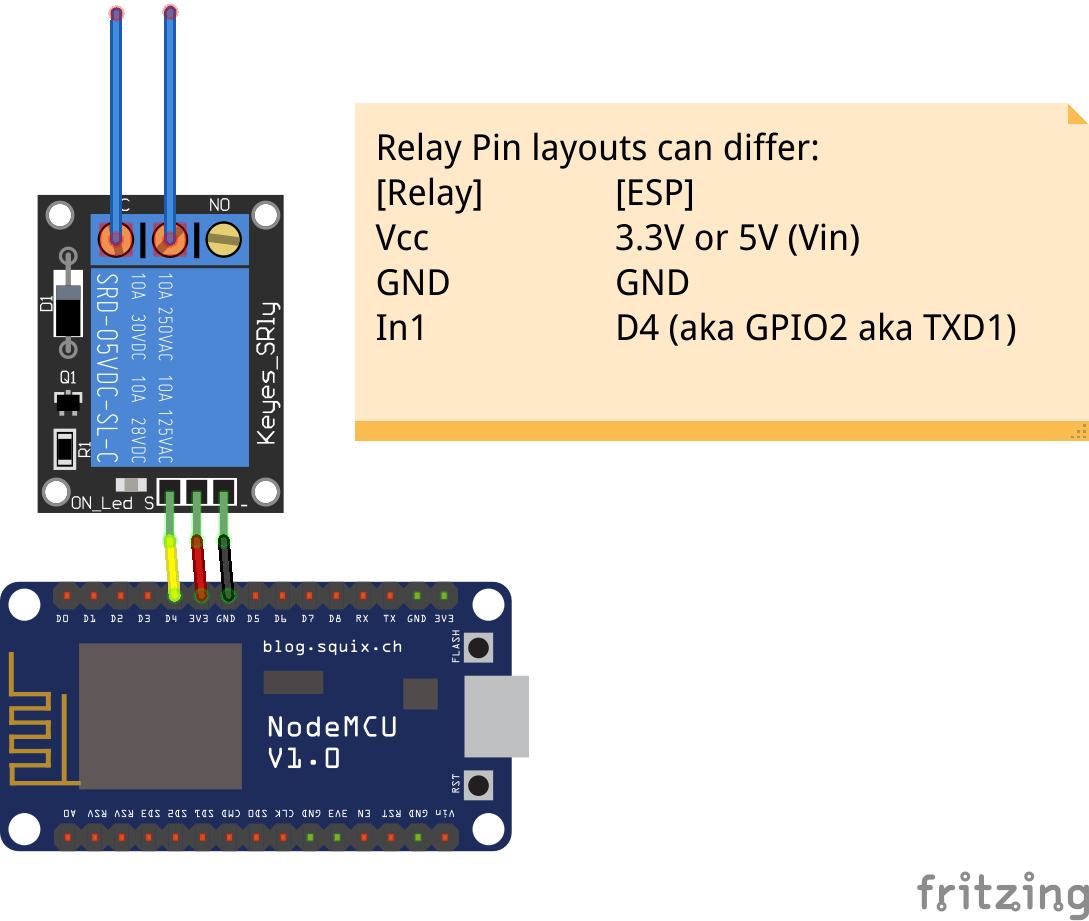 C
NO
Relay Pin layouts can differ:
[Relay] [ESP]
Vcc 3.3V or 5V (Vin)
GND GND
In1 D4 (aka GPIO2 aka TXD1)
D1
Q1
R1
SRD-05VDC-SL-C
10A 30VDC 10A 28VDC
10A 250VAC 10A 125VAC
Keyes_SRly
ON_Led S -
D0 D1 D2 D3 D4 3V3 GND D5 D6 D7 D8 RX TX GND 3V3
blog.squix.ch
FLASH
NodeMCU
V1.0
RST
A0 RSV RSV SD3 SD2 SD1 CMD SD0 CLK GND 3V3 EN RST GND Vin
fritzing